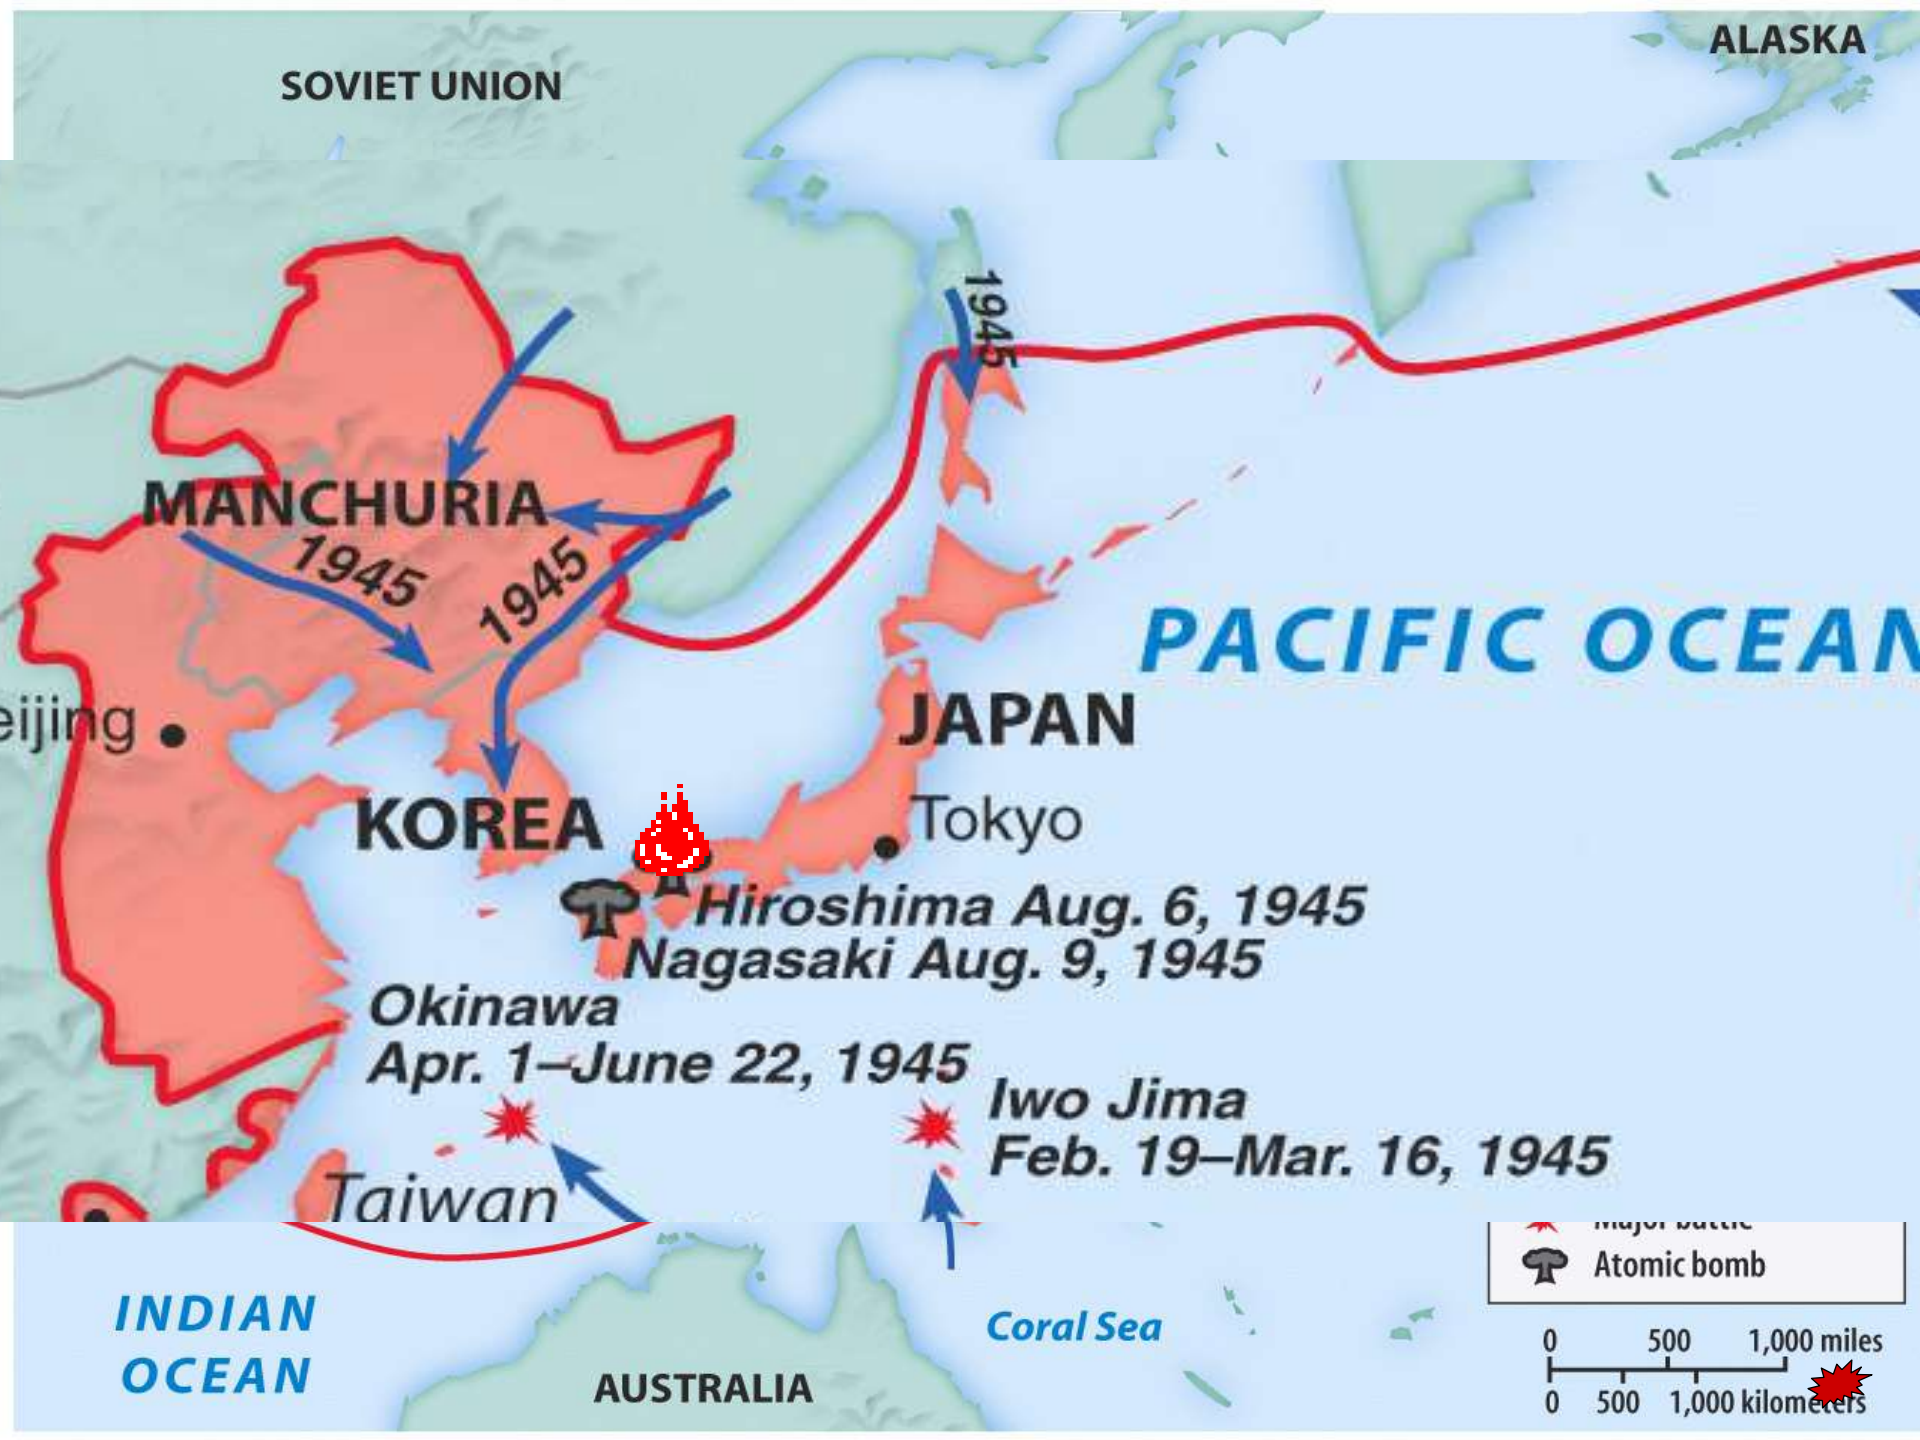 ALASKA
SOVIET UNION
1945
MANCHURIA
1945
1945
PACIFIC OCEAN
eijing
JAPAN
KOREA
Tokyo
Hiroshima Aug. 6, 1945
Nagasaki Aug. 9, 1945
Okinawa
Apr. 1–June 22, 1945
Iwo Jima
Feb. 19–Mar. 16, 1945
Taiwan
Major battle
Atomic bomb
INDIAN
OCEAN
Coral Sea
AUSTRALIA
0 500 1,000 miles
0 500 1,000 kilometers